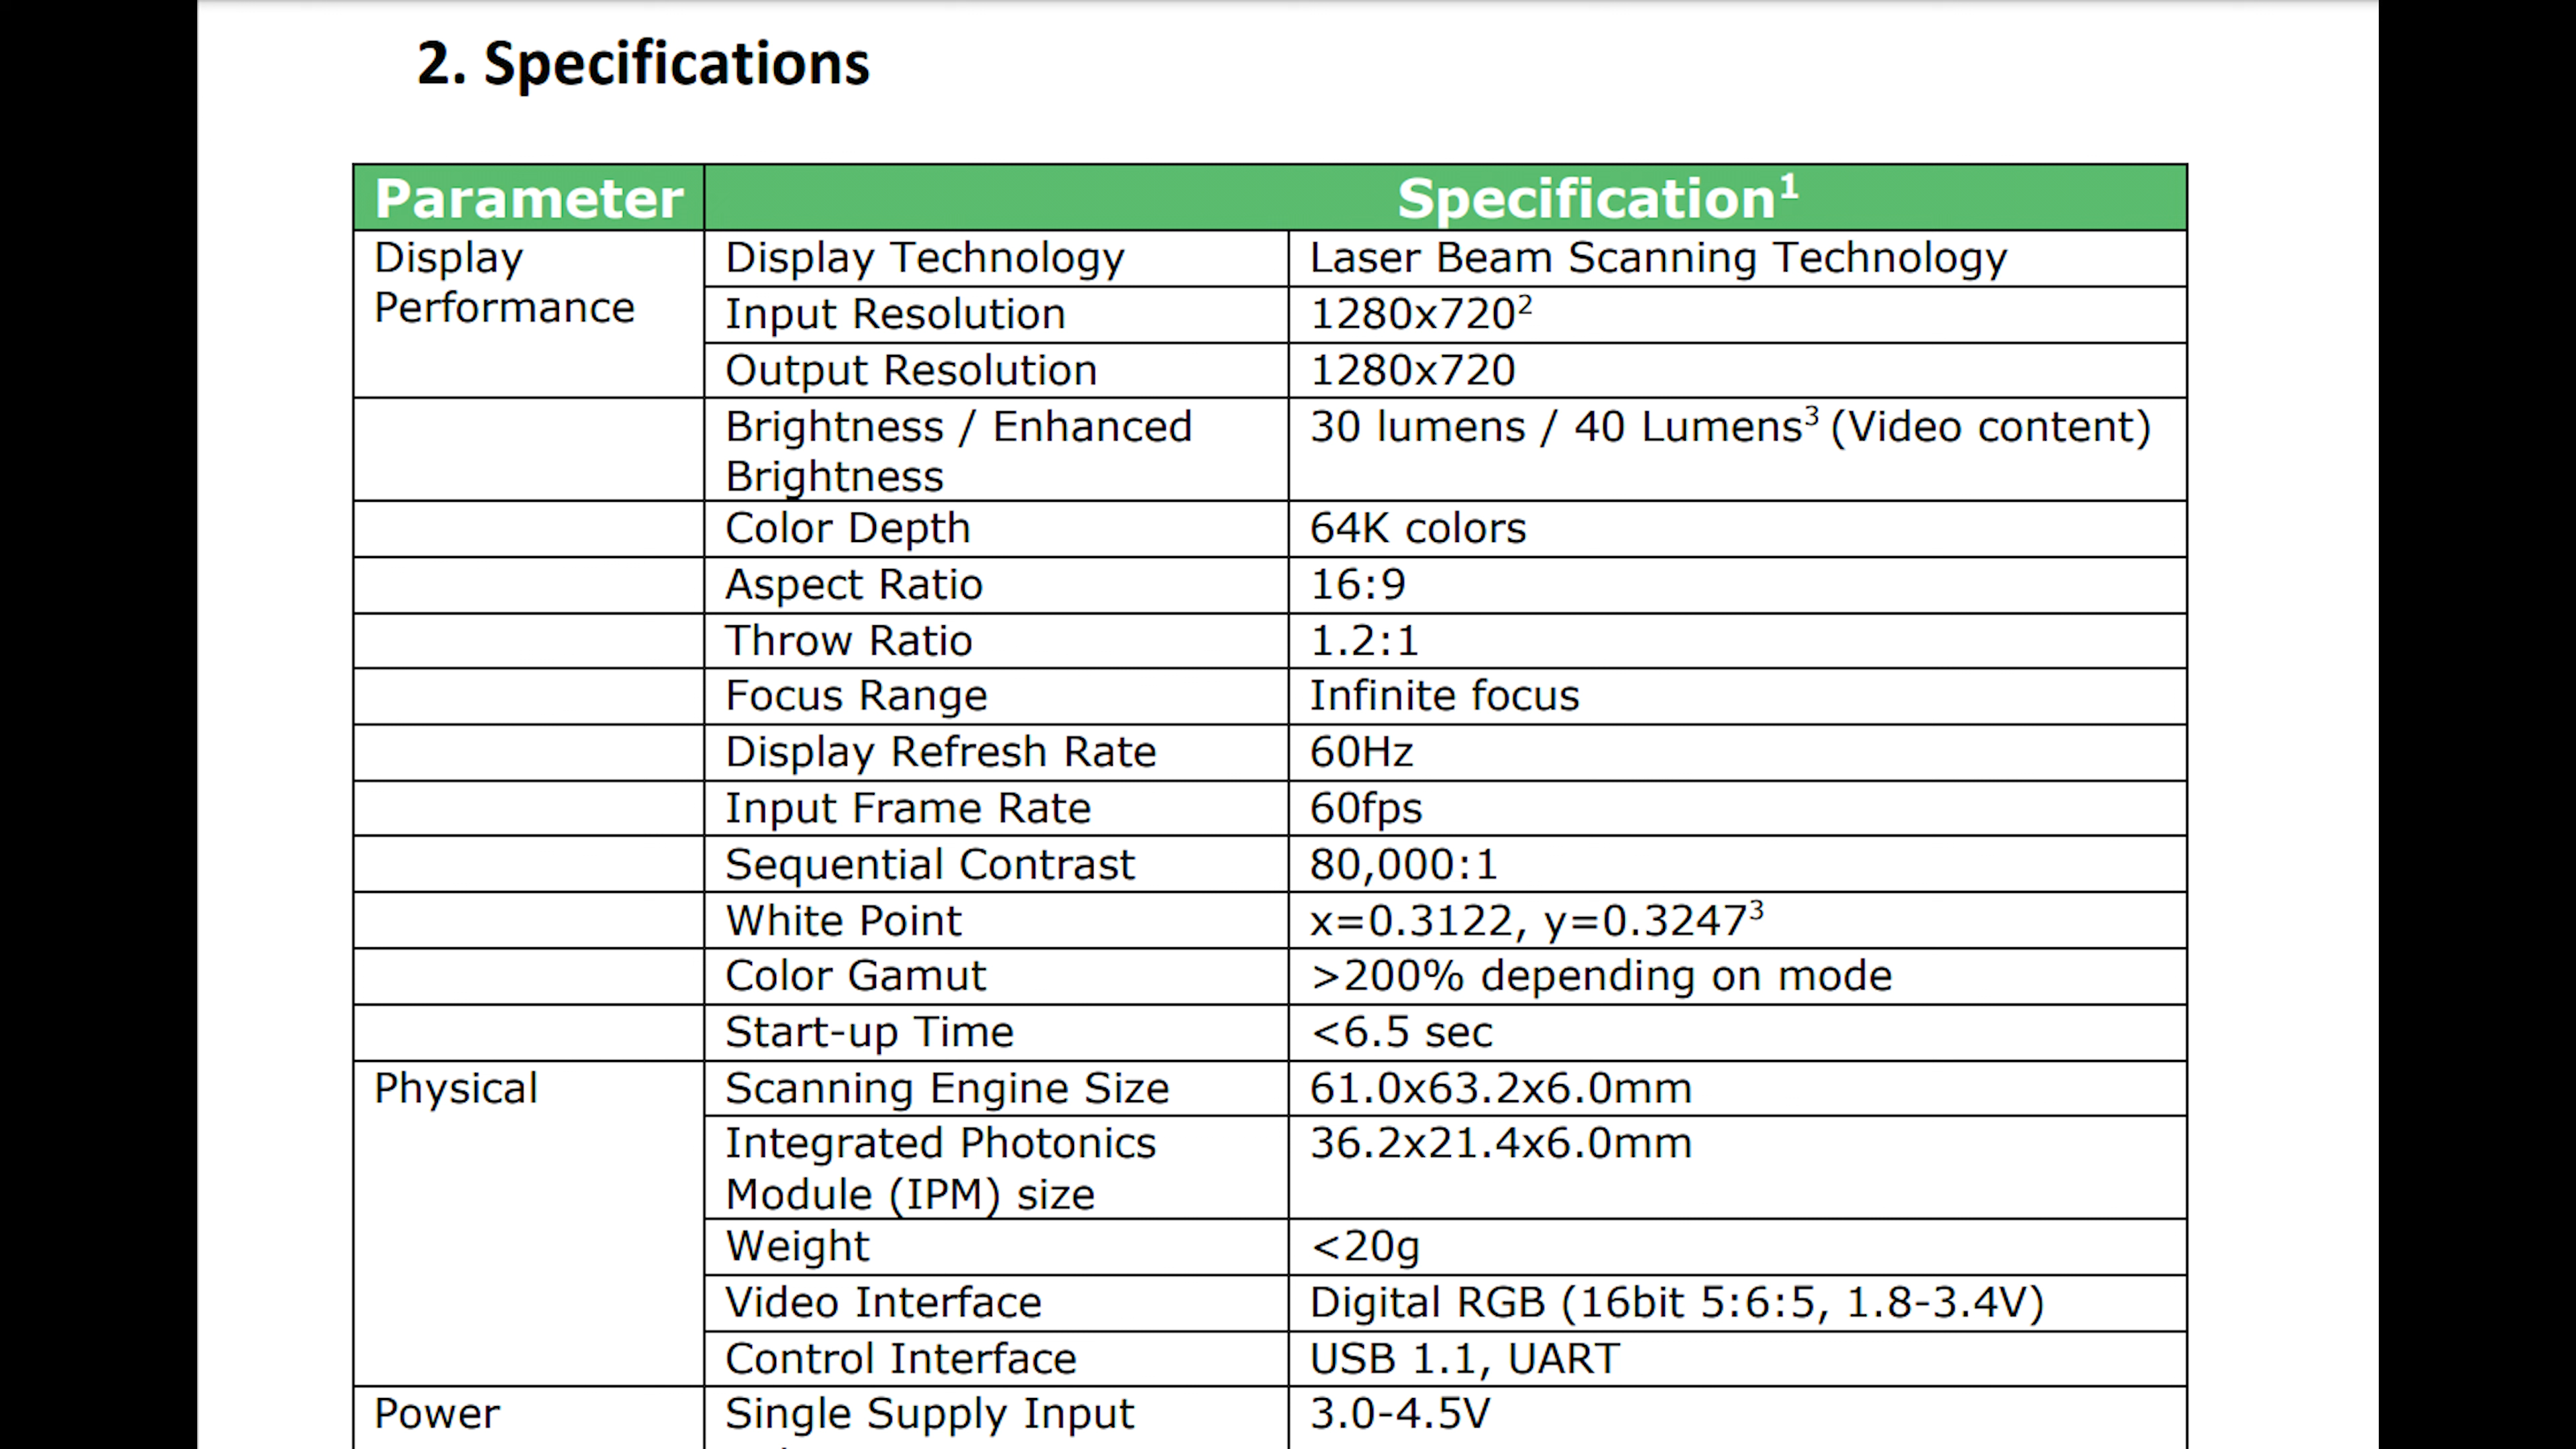 2. Specifications
Parameter Specification¹
Display Performance Display Technology Laser Beam Scanning Technology
Input Resolution 1280x720²
Output Resolution 1280x720
Brightness / Enhanced Brightness 30 lumens / 40 Lumens³ (Video content)
Color Depth 64K colors
Aspect Ratio 16:9
Throw Ratio 1.2:1
Focus Range Infinite focus
Display Refresh Rate 60Hz
Input Frame Rate 60fps
Sequential Contrast 80,000:1
White Point x=0.3122, y=0.3247³
Color Gamut >200% depending on mode
Start-up Time <6.5 sec
Physical Scanning Engine Size 61.0x63.2x6.0mm
Integrated Photonics Module (IPM) size 36.2x21.4x6.0mm
Weight <20g
Video Interface Digital RGB (16bit 5:6:5, 1.8-3.4V)
Control Interface USB 1.1, UART
Power Single Supply Input 3.0-4.5V